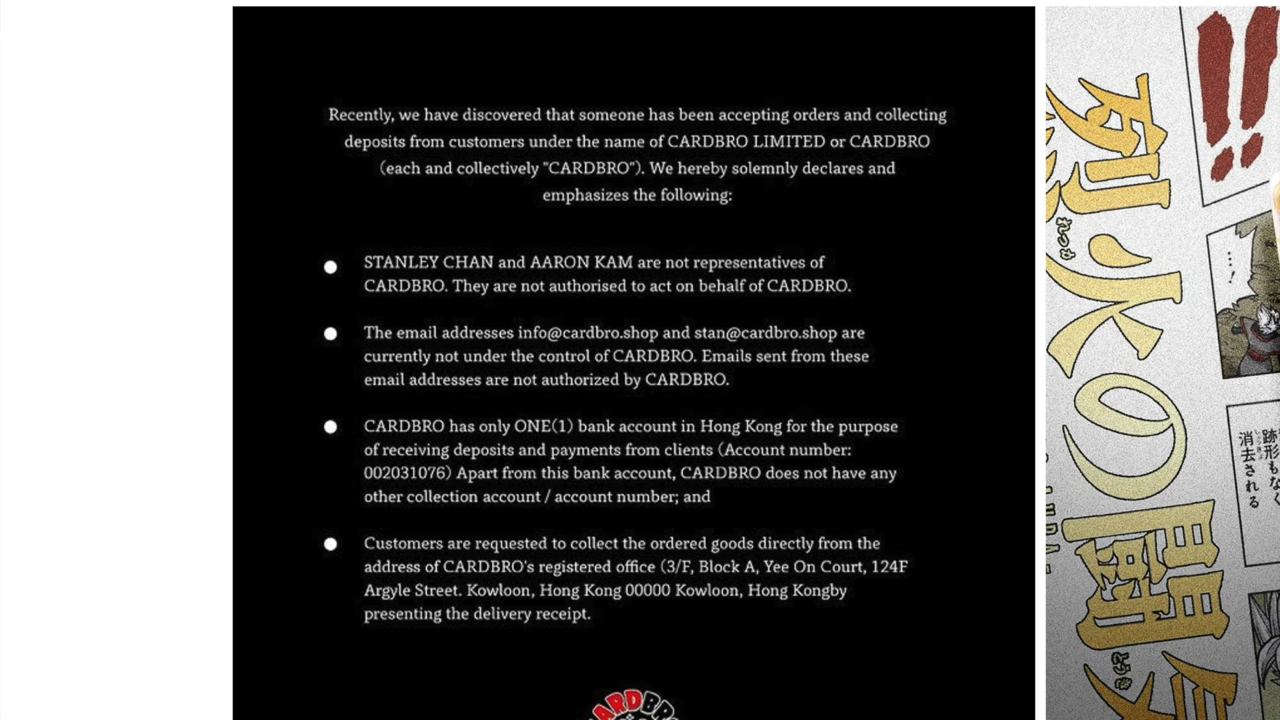 Recently, we have discovered that someone has been accepting orders and collecting
deposits from customers under the name of CARDBRO LIMITED or CARDBRO
(each and collectively "CARDBRO"). We hereby solemnly declares and
emphasizes the following:
● STANLEY CHAN and AARON KAM are not representatives of
CARDBRO. They are not authorised to act on behalf of CARDBRO.
● The email addresses info@cardbro.shop and stan@cardbro.shop are
currently not under the control of CARDBRO. Emails sent from these
email addresses are not authorized by CARDBRO.
● CARDBRO has only ONE(1) bank account in Hong Kong for the purpose
of receiving deposits and payments from clients (Account number:
002031076) Apart from this bank account, CARDBRO does not have any
other collection account / account number; and
● Customers are requested to collect the ordered goods directly from the
address of CARDBRO's registered office (3/F, Block A, Yee On Court, 124F
Argyle Street. Kowloon, Hong Kong 00000 Kowloon, Hong Kongby
presenting the delivery receipt.
CARDBRO
!!
烈火の闘気
れっか
とうき
…!
跡形もなく
消去される